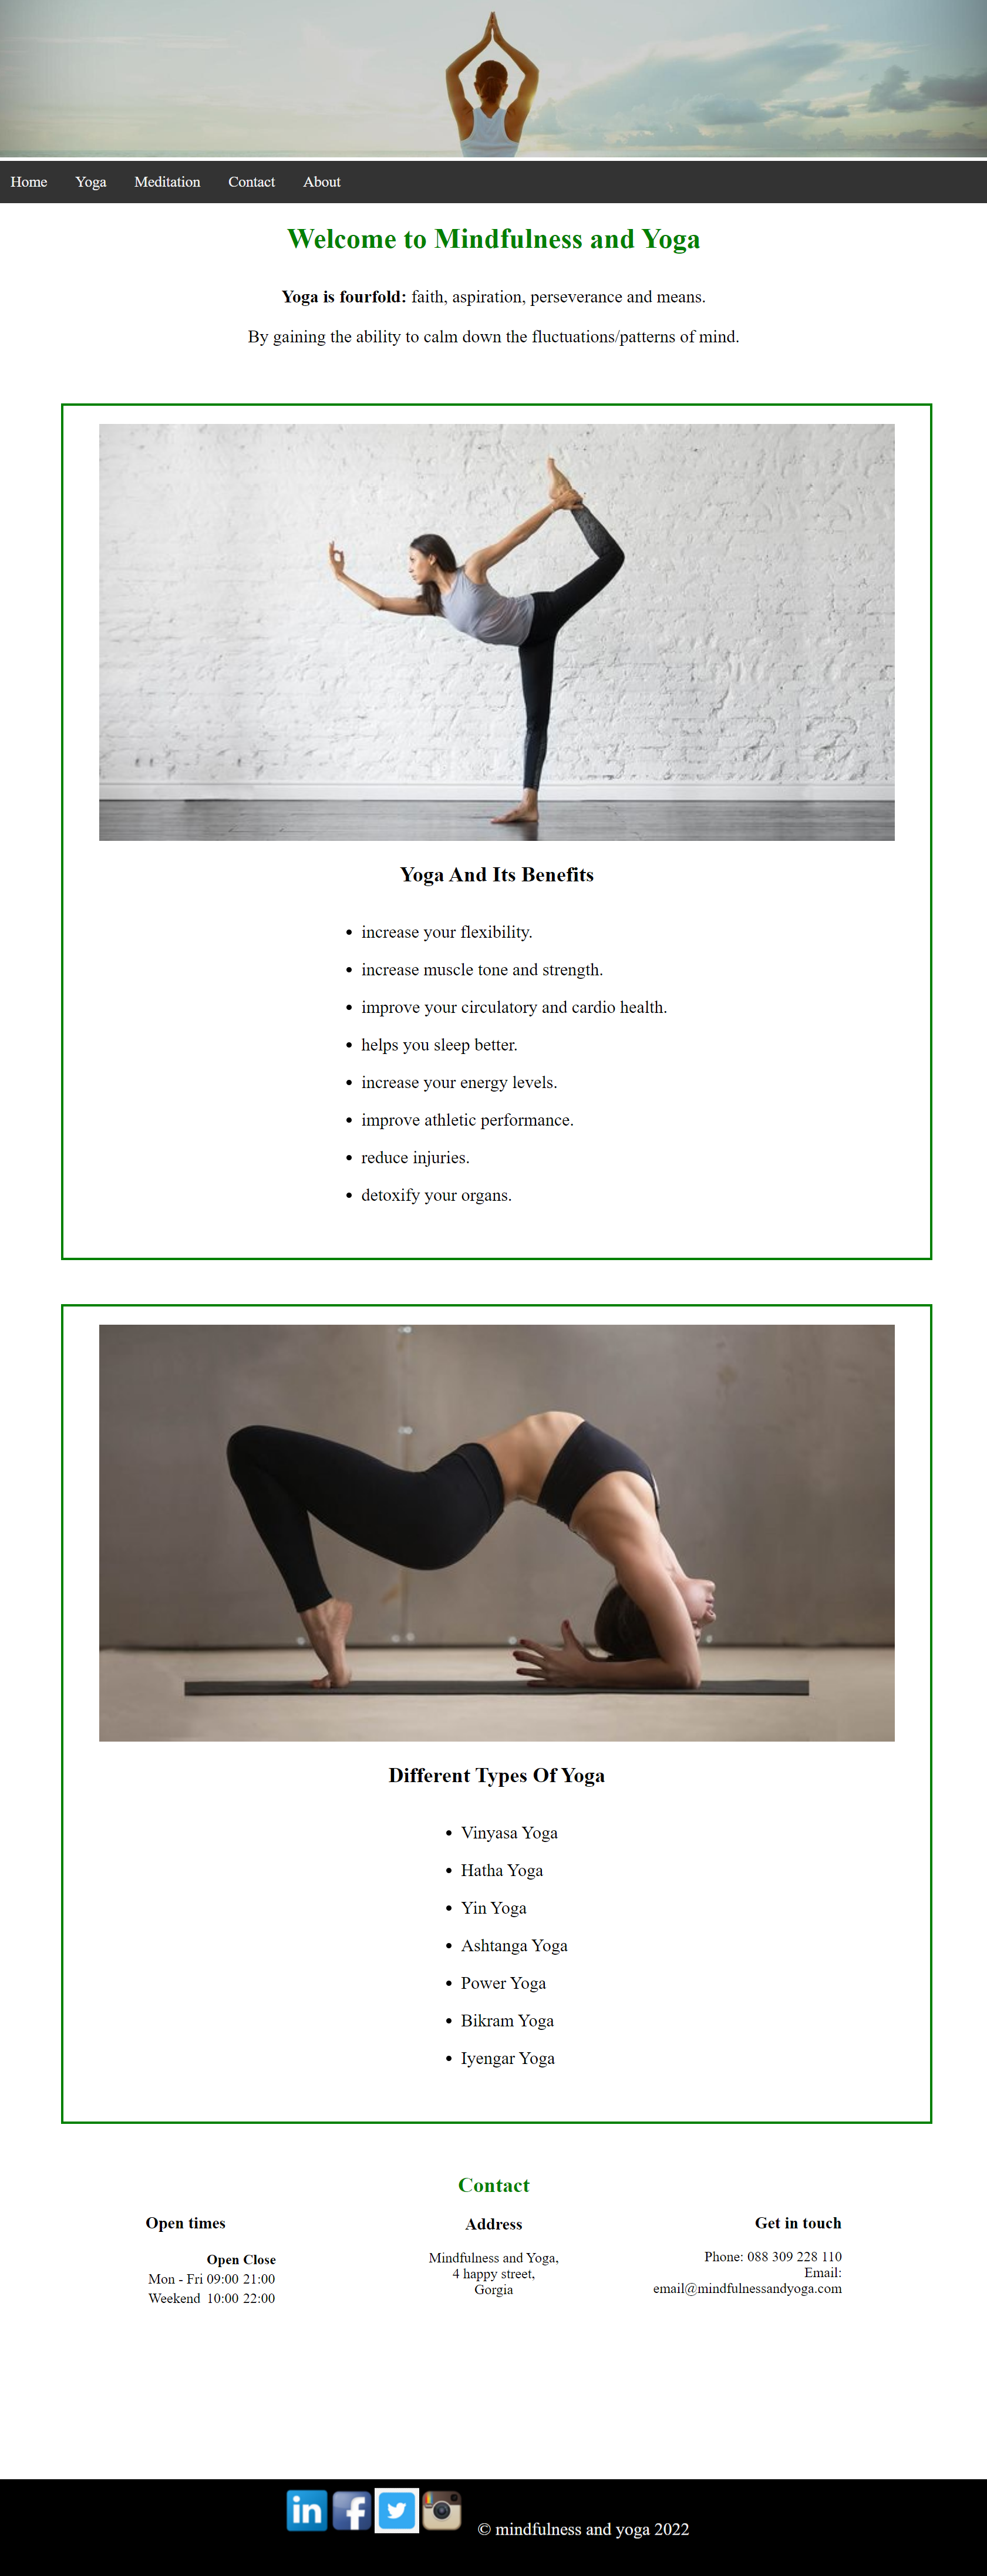 Home Yoga Meditation Contact About
Welcome to Mindfulness and Yoga
Yoga is fourfold: faith, aspiration, perseverance and means.
By gaining the ability to calm down the fluctuations/patterns of mind.
Yoga And Its Benefits
increase your flexibility.
increase muscle tone and strength.
improve your circulatory and cardio health.
helps you sleep better.
increase your energy levels.
improve athletic performance.
reduce injuries.
detoxify your organs.
Different Types Of Yoga
Vinyasa Yoga
Hatha Yoga
Yin Yoga
Ashtanga Yoga
Power Yoga
Bikram Yoga
Iyengar Yoga
Contact
Open times
Open Close
Mon - Fri 09:00 21:00
Weekend 10:00 22:00
Address
Mindfulness and Yoga,
4 happy street,
Gorgia
Get in touch
Phone: 088 309 228 110
Email:
email@mindfulnessandyoga.com
in f
© mindfulness and yoga 2022